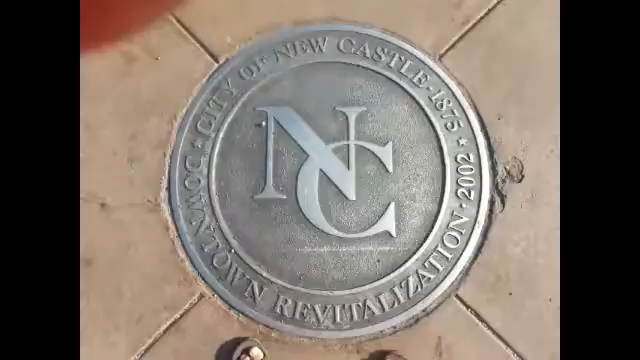 CITY OF NEW CASTLE · 1875
NC
DOWNTOWN REVITALIZATION · 2002